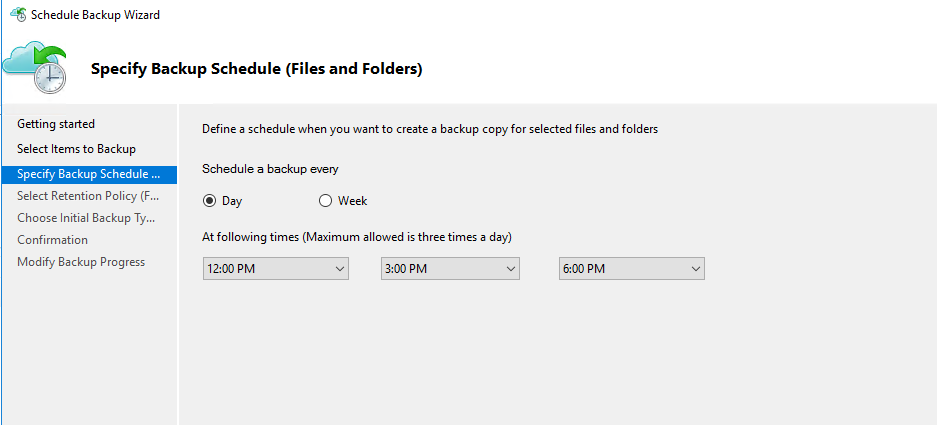 Schedule Backup Wizard
Specify Backup Schedule (Files and Folders)
Getting started
Select Items to Backup
Specify Backup Schedule ...
Select Retention Policy (F...
Choose Initial Backup Ty...
Confirmation
Modify Backup Progress
Define a schedule when you want to create a backup copy for selected files and folders
Schedule a backup every
Day Week
At following times (Maximum allowed is three times a day)
12:00 PM 3:00 PM 6:00 PM